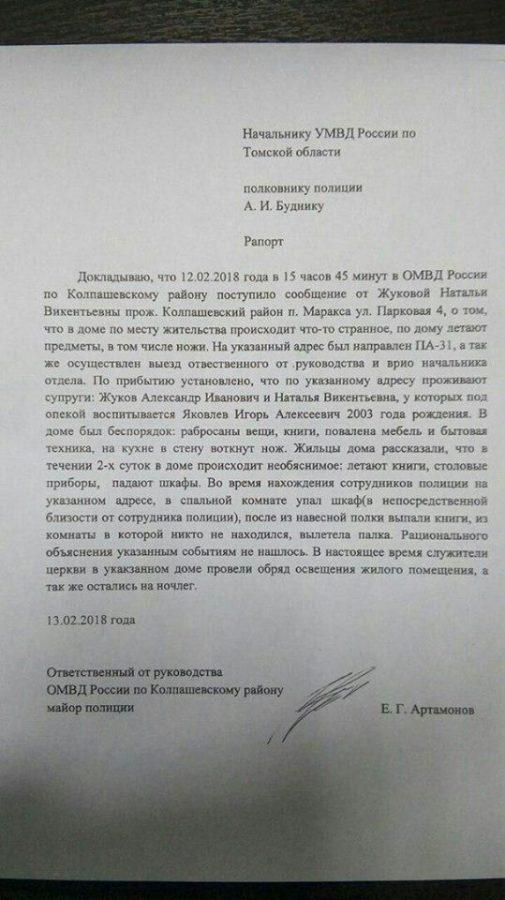 Начальнику УМВД России по
Томской области
полковнику полиции
А. И. Буднику
Рапорт
Докладываю, что 12.02.2018 года в 15 часов 45 минут в ОМВД России
по Колпашевскому району поступило сообщение от Жуковой Натальи
Викентьевны прож. Колпашевский район п. Маракса ул. Парковая 4, о том,
что в доме по месту жительства происходит что-то странное, по дому летают
предметы, в том числе ножи. На указанный адрес был направлен ПА-31, а так
же осуществлен выезд отвественного от руководства и врио начальника
отдела. По прибытию установлено, что по указанному адресу проживают
супруги: Жуков Александр Иванович и Наталья Викентьевна, у которых под
опекой воспитывается Яковлев Игорь Алексеевич 2003 года рождения. В
доме был беспорядок: рабросаны вещи, книги, повалена мебель и бытовая
техника, на кухне в стену воткнут нож. Жильцы дома рассказали, что в
течении 2-х суток в доме происходит необяснимое: летают книги, столовые
приборы, падают шкафы. Во время нахождения сотрудников полиции на
указанном адресе, в спальной комнате упал шкаф(в непосредственной
близости от сотрудника полиции), после из навесной полки выпали книги, из
комнаты в которой никто не находился, вылетела палка. Рационального
объяснения указанным событиям не нашлось. В настоящее время служители
церкви в укакзанном доме провели обряд освещения жилого помещения, а
так же остались на ночлег.
13.02.2018 года
Ответственный от руководства
ОМВД России по Колпашевскому району
майор полиции Е. Г. Артамонов